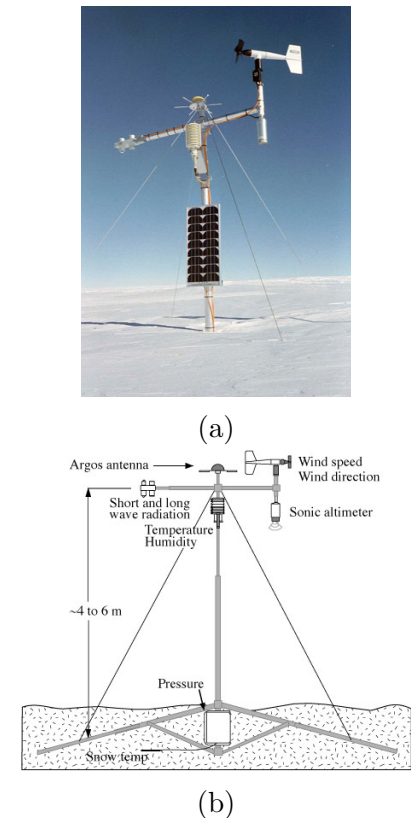 (a)
Argos antenna
Wind speed
Wind direction
Short and long
wave radiation
Sonic altimeter
Temperature
Humidity
~4 to 6 m
Pressure
Snow temp
(b)